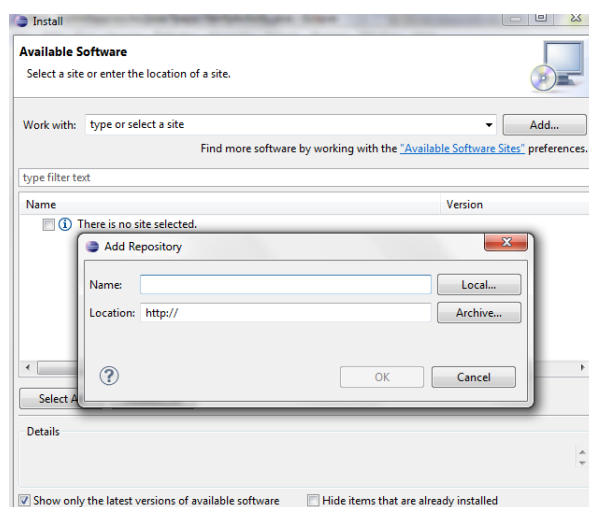 Install
Available Software
Select a site or enter the location of a site.
Work with: type or select a site Add...
Find more software by working with the "Available Software Sites" preferences.
type filter text
Name Version
There is no site selected.
Add Repository
Name: Local...
Location: http:// Archive...
OK Cancel
Select A
Details
Show only the latest versions of available software Hide items that are already installed